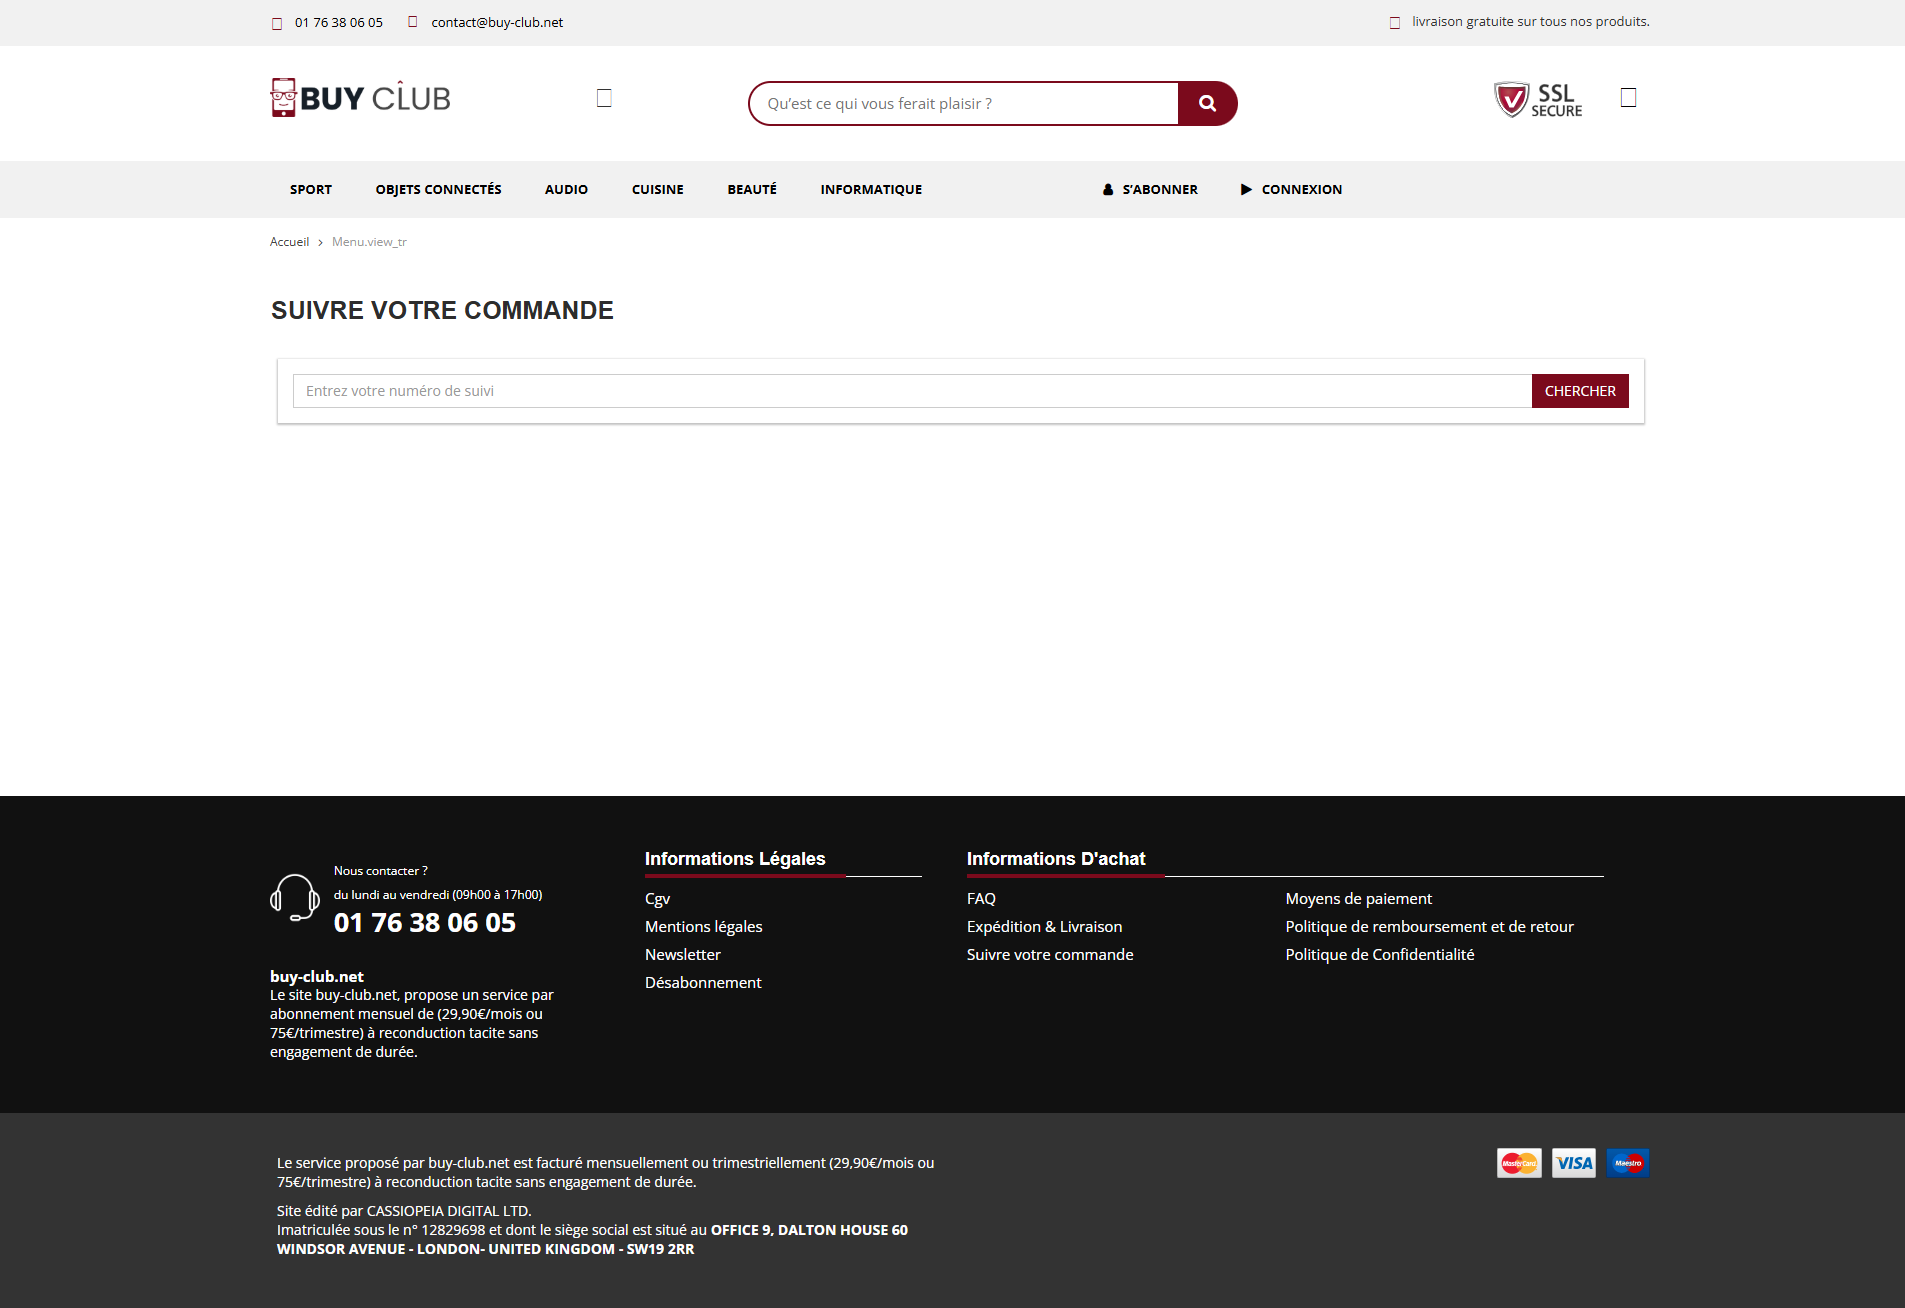 01 76 38 06 05 contact@buy-club.net livraison gratuite sur tous nos produits.
BUY CLUB
Qu'est ce qui vous ferait plaisir ?
SSL
SECURE
SPORT OBJETS CONNECTÉS AUDIO CUISINE BEAUTÉ INFORMATIQUE S'ABONNER CONNEXION
Accueil > Menu.view_tr
SUIVRE VOTRE COMMANDE
Entrez votre numéro de suivi CHERCHER
Nous contacter ?
du lundi au vendredi (09h00 à 17h00)
01 76 38 06 05
buy-club.net
Le site buy-club.net, propose un service par
abonnement mensuel de (29,90€/mois ou
75€/trimestre) à reconduction tacite sans
engagement de durée.
Informations Légales
Cgv
Mentions légales
Newsletter
Désabonnement
Informations D'achat
FAQ
Expédition & Livraison
Suivre votre commande
Moyens de paiement
Politique de remboursement et de retour
Politique de Confidentialité
Le service proposé par buy-club.net est facturé mensuellement ou trimestriellement (29,90€/mois ou
75€/trimestre) à reconduction tacite sans engagement de durée.
Site édité par CASSIOPEIA DIGITAL LTD.
Imatriculée sous le n° 12829698 et dont le siège social est situé au OFFICE 9, DALTON HOUSE 60
WINDSOR AVENUE - LONDON- UNITED KINGDOM - SW19 2RR
MasterCard VISA Maestro